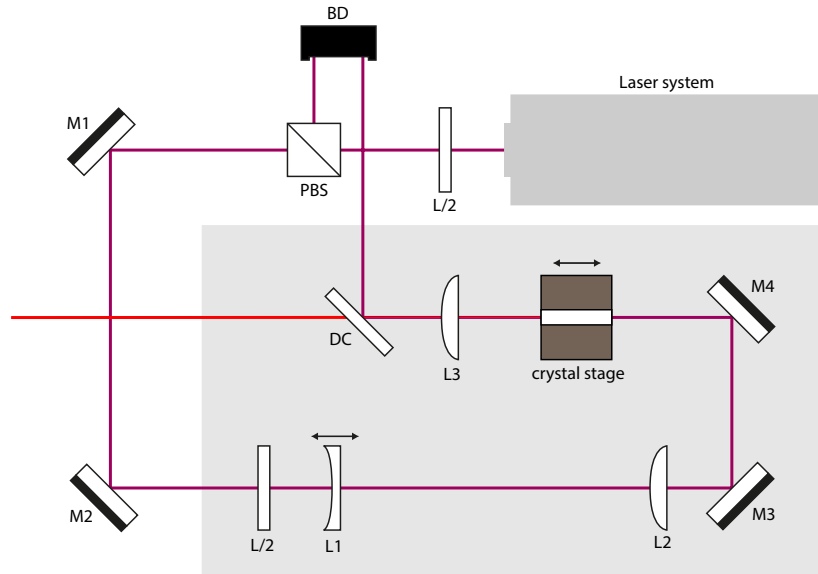 BD
Laser system
M1
PBS
L/2
M4
DC
L3
crystal stage
M2
L/2
L1
L2
M3